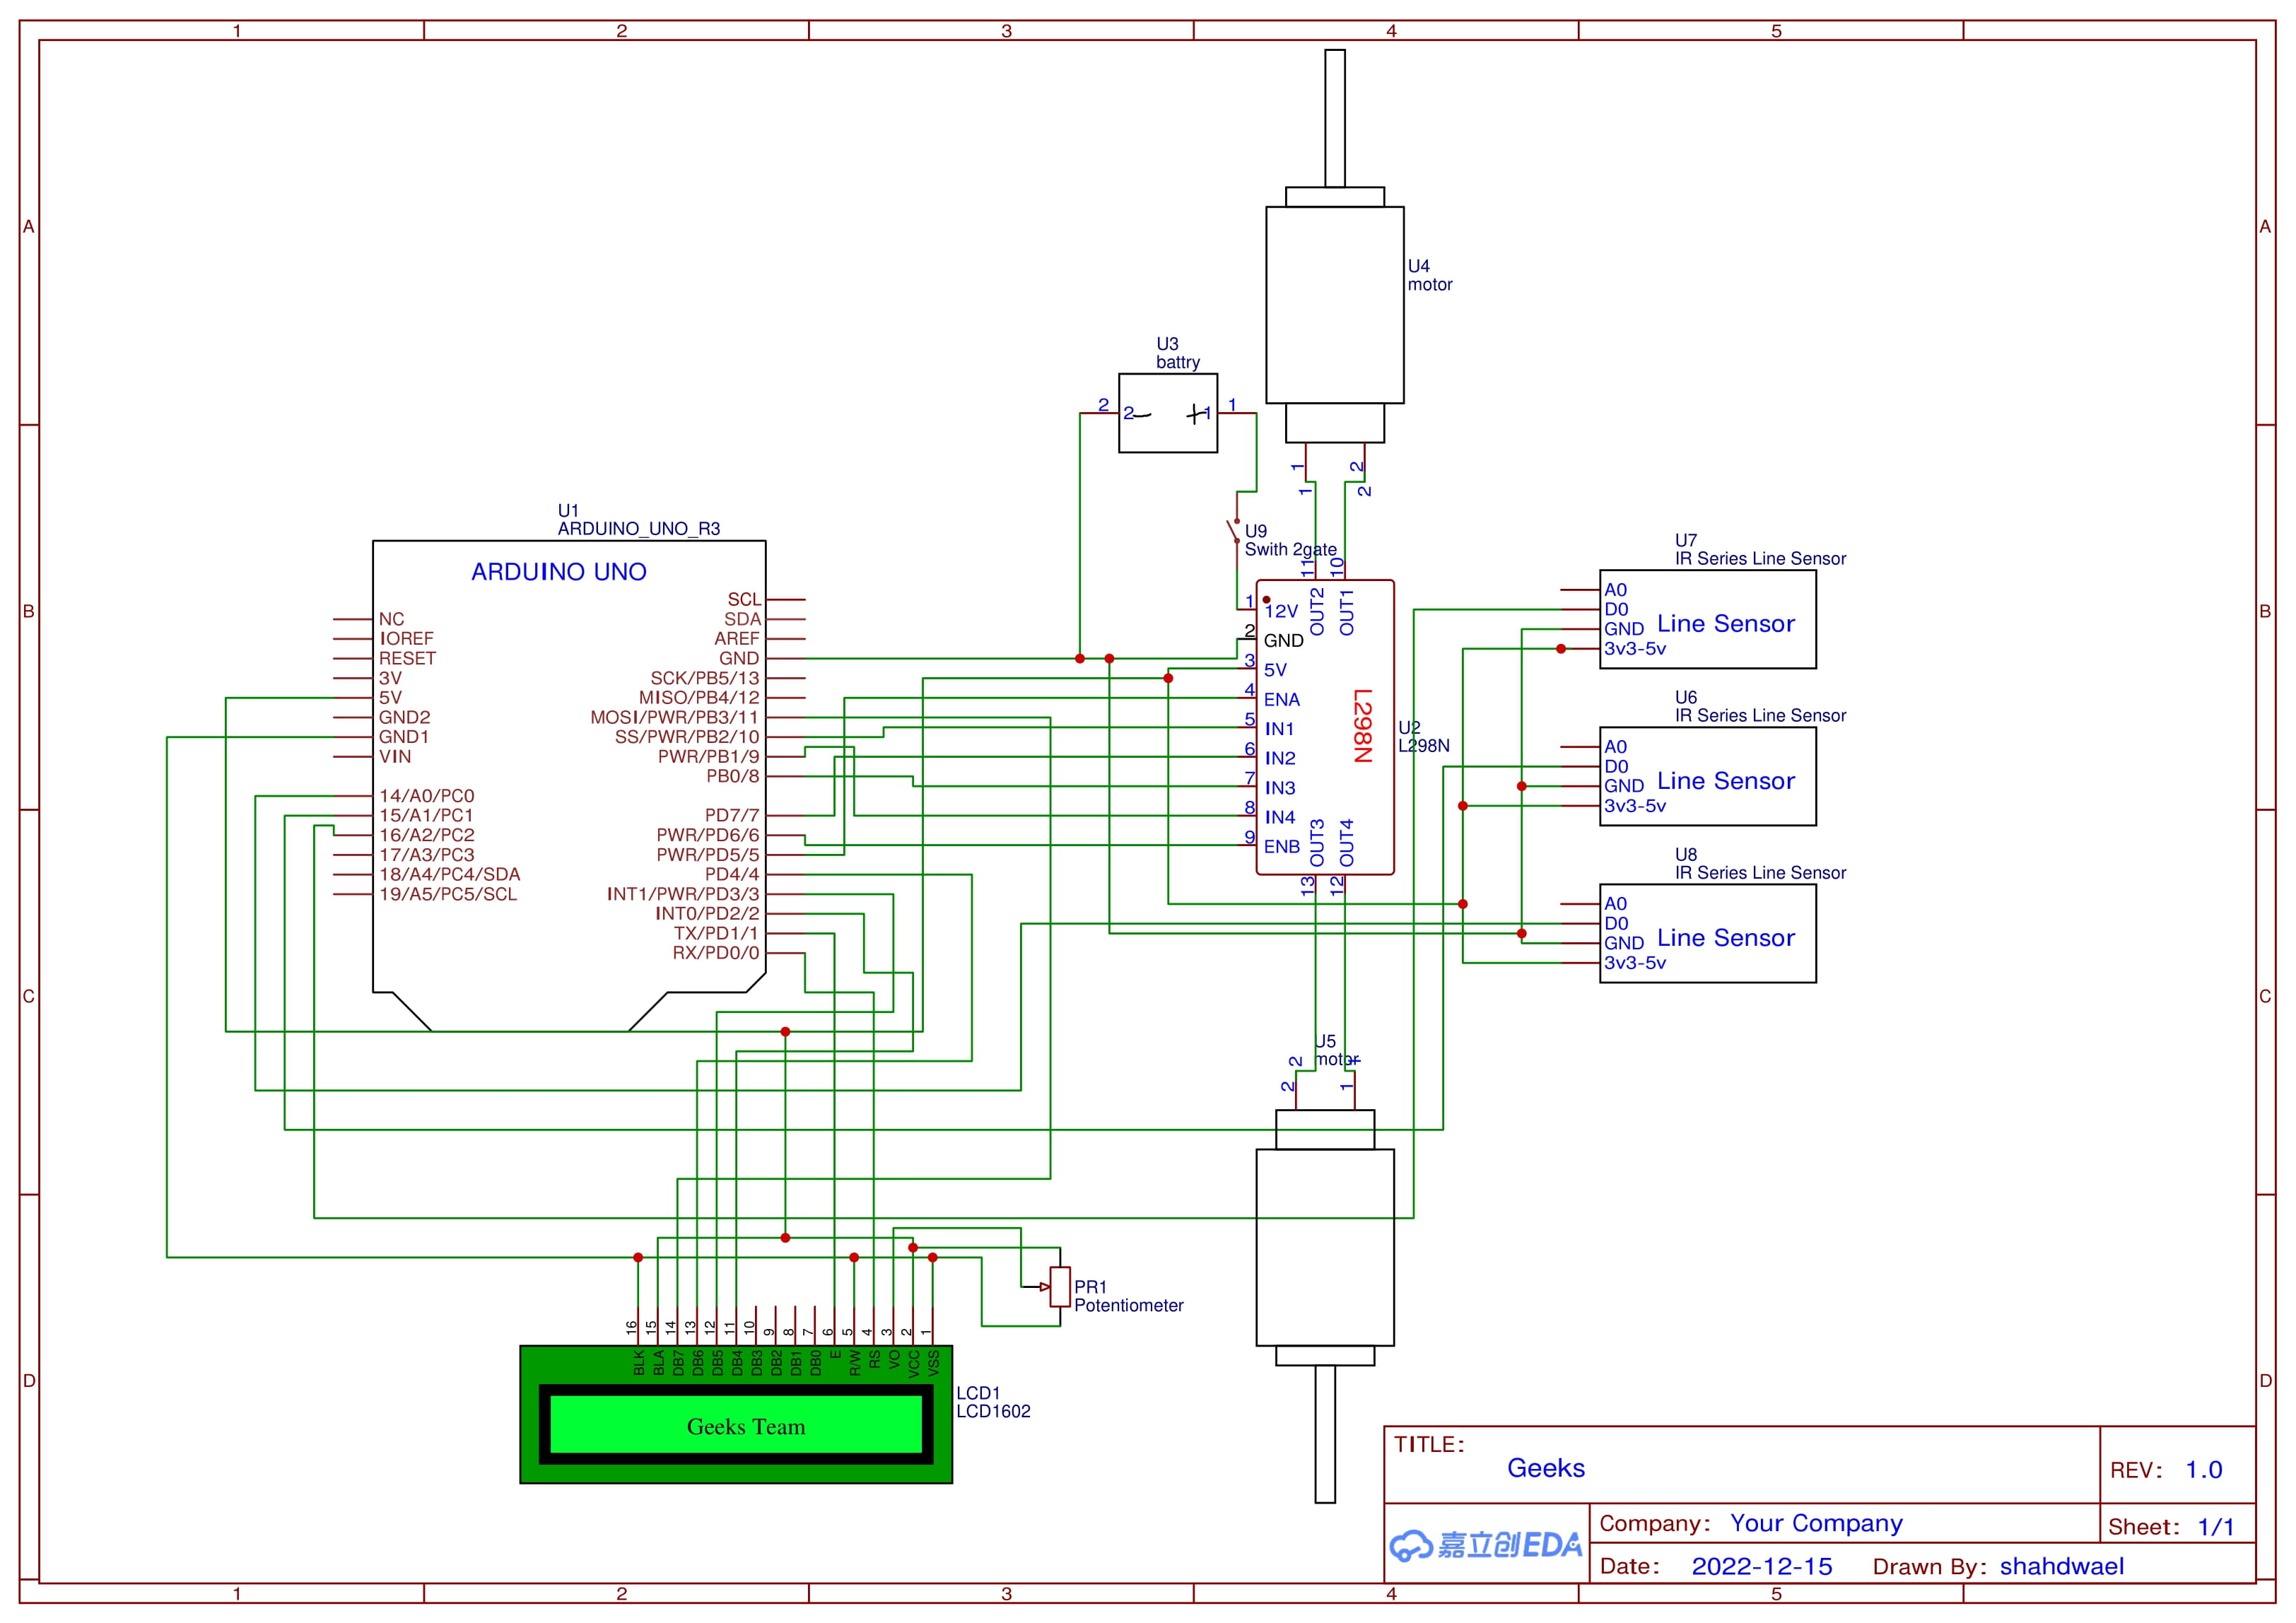 1 2 3 4 5
A A
U4
motor
U3
battry
2 2 1 1
1 2
1 2
U1
ARDUINO_UNO_R3
ARDUINO UNO
U9
Swith 2gate
11 10
B B
SCL
NC SDA
IOREF AREF
RESET GND
3V SCK/PB5/13
5V MISO/PB4/12
GND2 MOSI/PWR/PB3/11
GND1 SS/PWR/PB2/10
VIN PWR/PB1/9
PB0/8
14/A0/PC0
15/A1/PC1 PD7/7
16/A2/PC2 PWR/PD6/6
17/A3/PC3 PWR/PD5/5
18/A4/PC4/SDA PD4/4
19/A5/PC5/SCL INT1/PWR/PD3/3
INT0/PD2/2
TX/PD1/1
RX/PD0/0
OUT2 OUT1
1 12V
2 GND
3 5V
4 ENA
5 IN1
6 IN2
7 IN3
8 IN4
9 ENB
OUT3 OUT4
13 12
L298N
U2
L298N
U7
IR Series Line Sensor
A0
D0
GND
3v3-5v
Line Sensor
U6
IR Series Line Sensor
A0
D0
GND
3v3-5v
Line Sensor
U8
IR Series Line Sensor
A0
D0
GND
3v3-5v
Line Sensor
C C
U5
motor
2 1
2 1
PR1
Potentiometer
16 15 14 13 12 11 10 9 8 7 6 5 4 3 2 1
BLK BLA DB7 DB6 DB5 DB4 DB3 DB2 DB1 DB0 E R/W RS VO VCC VSS
D D
LCD1
LCD1602
Geeks Team
TITLE:
Geeks
REV: 1.0
嘉立创EDA
Company: Your Company
Sheet: 1/1
Date: 2022-12-15 Drawn By: shahdwael
1 2 3 4 5